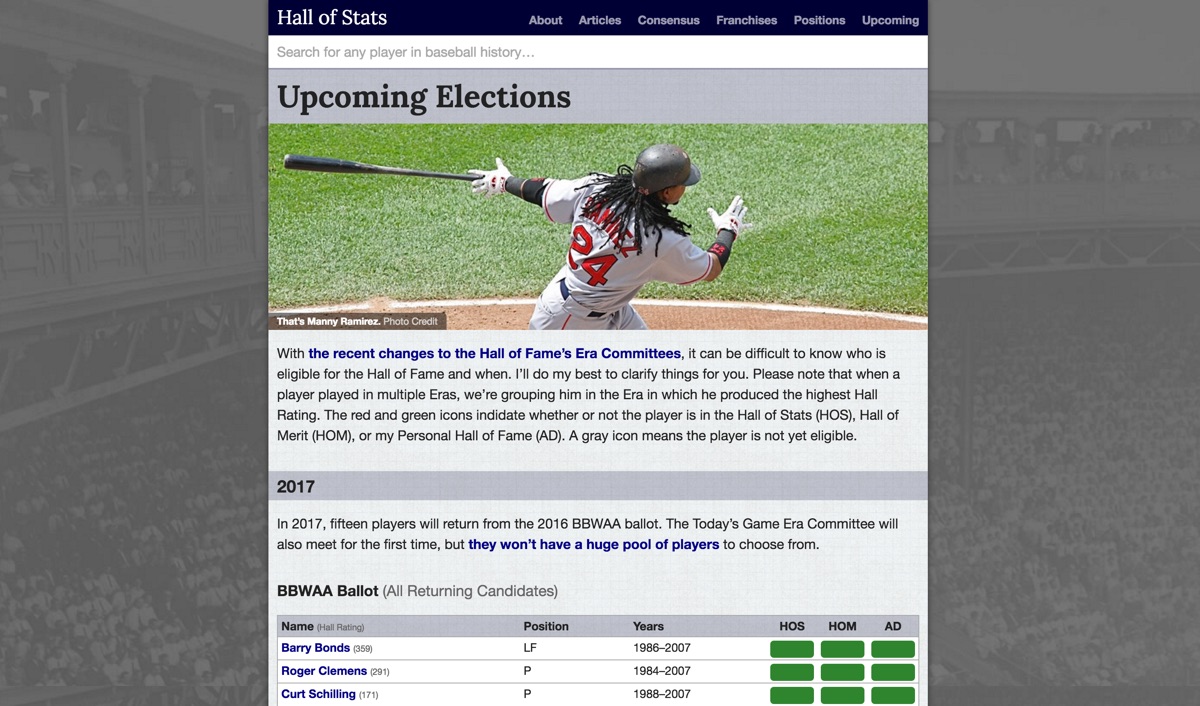 Hall of Stats
About Articles Consensus Franchises Positions Upcoming
Search for any player in baseball history…
Upcoming Elections
RAMIREZ
24
That's Manny Ramirez. Photo Credit
With the recent changes to the Hall of Fame's Era Committees, it can be difficult to know who is
eligible for the Hall of Fame and when. I'll do my best to clarify things for you. Please note that when a
player played in multiple Eras, we're grouping him in the Era in which he produced the highest Hall
Rating. The red and green icons indidate whether or not the player is in the Hall of Stats (HOS), Hall of
Merit (HOM), or my Personal Hall of Fame (AD). A gray icon means the player is not yet eligible.
2017
In 2017, fifteen players will return from the 2016 BBWAA ballot. The Today's Game Era Committee will
also meet for the first time, but they won't have a huge pool of players to choose from.
BBWAA Ballot (All Returning Candidates)
Name (Hall Rating) Position Years HOS HOM AD
Barry Bonds (359) LF 1986–2007
Roger Clemens (291) P 1984–2007
Curt Schilling (171) P 1988–2007